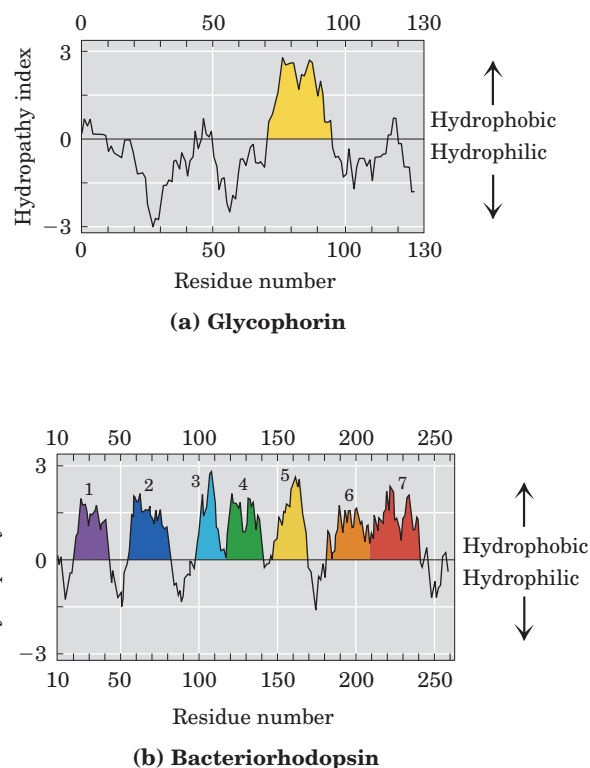 0 50 100 130
3
0
−3
Hydropathy index
Hydrophobic
Hydrophilic
0 50 100 130
Residue number
(a) Glycophorin
10 50 100 150 200 250
3
0
−3
1
2
3
4
5
6
7
Hydrophobic
Hydrophilic
10 50 100 150 200 250
Residue number
(b) Bacteriorhodopsin